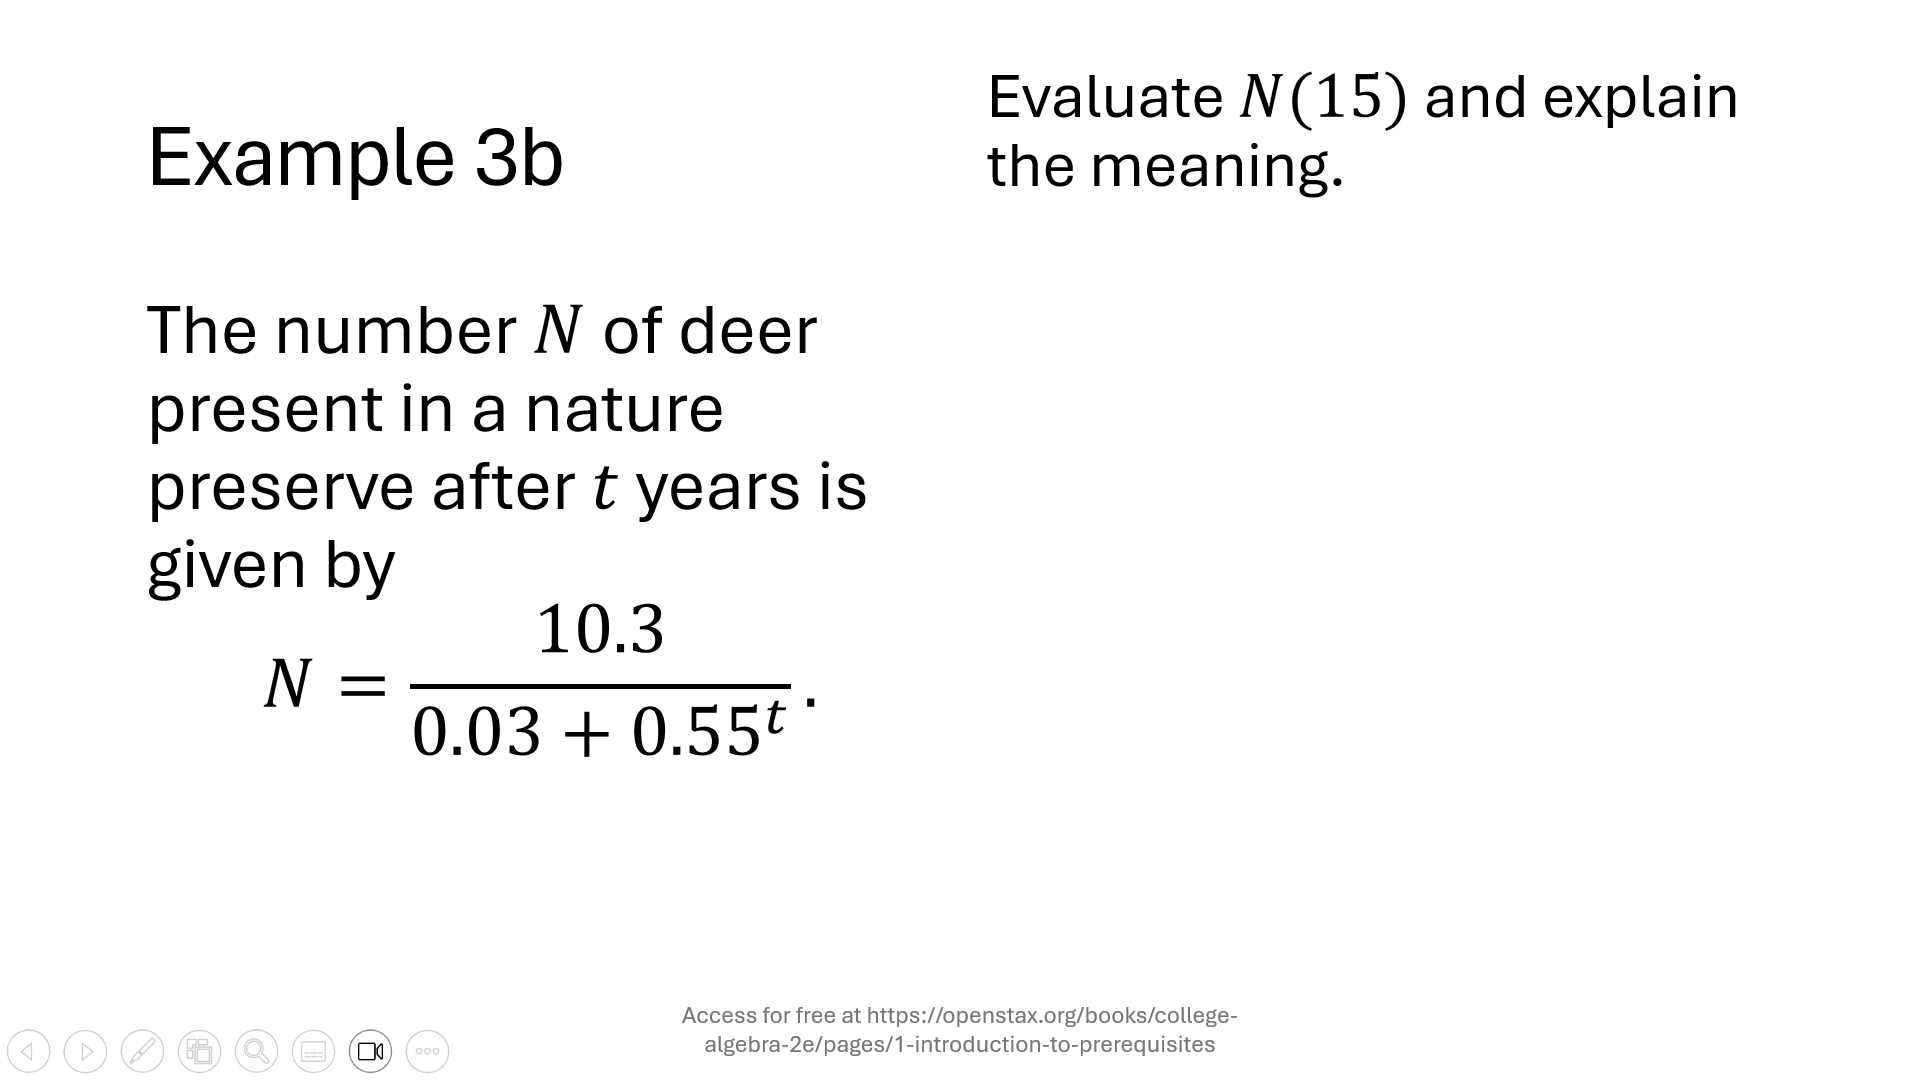 Example 3b
The number N of deer
present in a nature
preserve after t years is
given by
N = 10.3 / (0.03 + 0.55^t).
Evaluate N(15) and explain
the meaning.
Access for free at https://openstax.org/books/college-
algebra-2e/pages/1-introduction-to-prerequisites